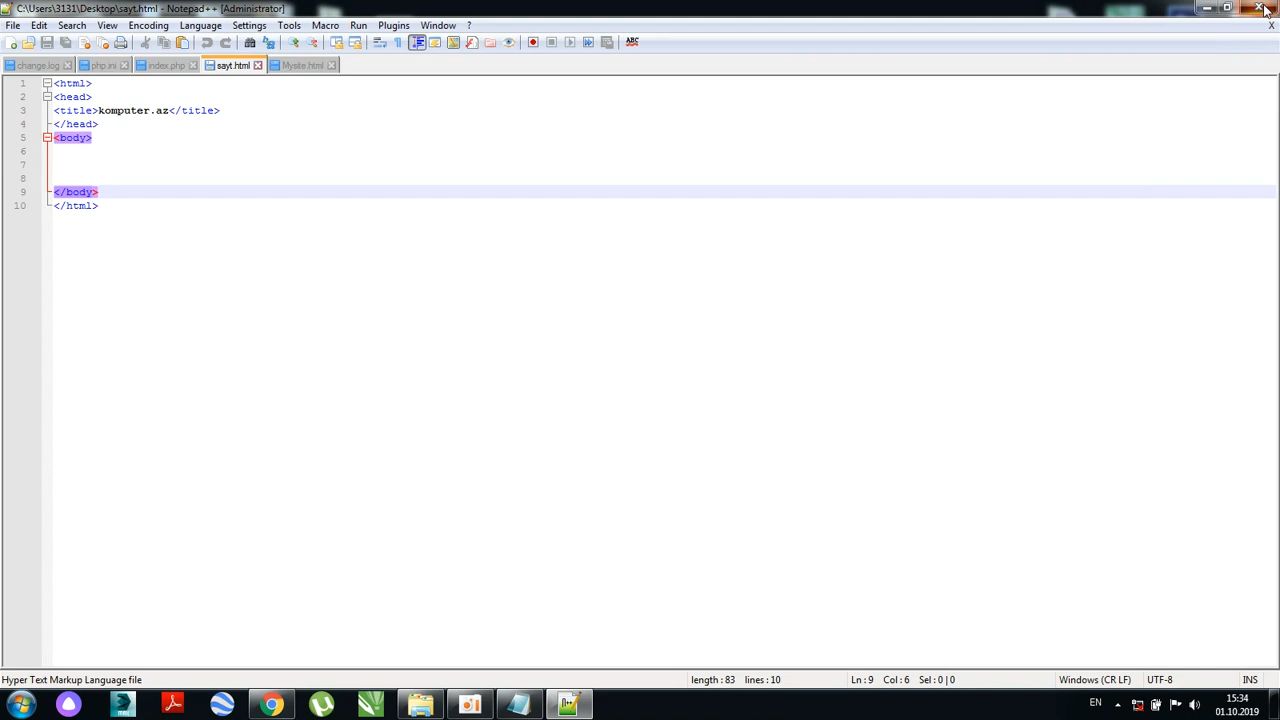 C:\Users\3131\Desktop\sayt.html - Notepad++ [Administrator]
File Edit Search View Encoding Language Settings Tools Macro Run Plugins Window ?
X
ABC
change.log php.ini index.php sayt.html Mysite.html
1 <html>
2 <head>
3 <title>komputer.az</title>
4 </head>
5 <body>
6
7
8
9 </body>
10 </html>
Hyper Text Markup Language file length : 83 lines : 10 Ln : 9 Col : 6 Sel : 0 | 0 Windows (CR LF) UTF-8 INS
EN 15:34
01.10.2019